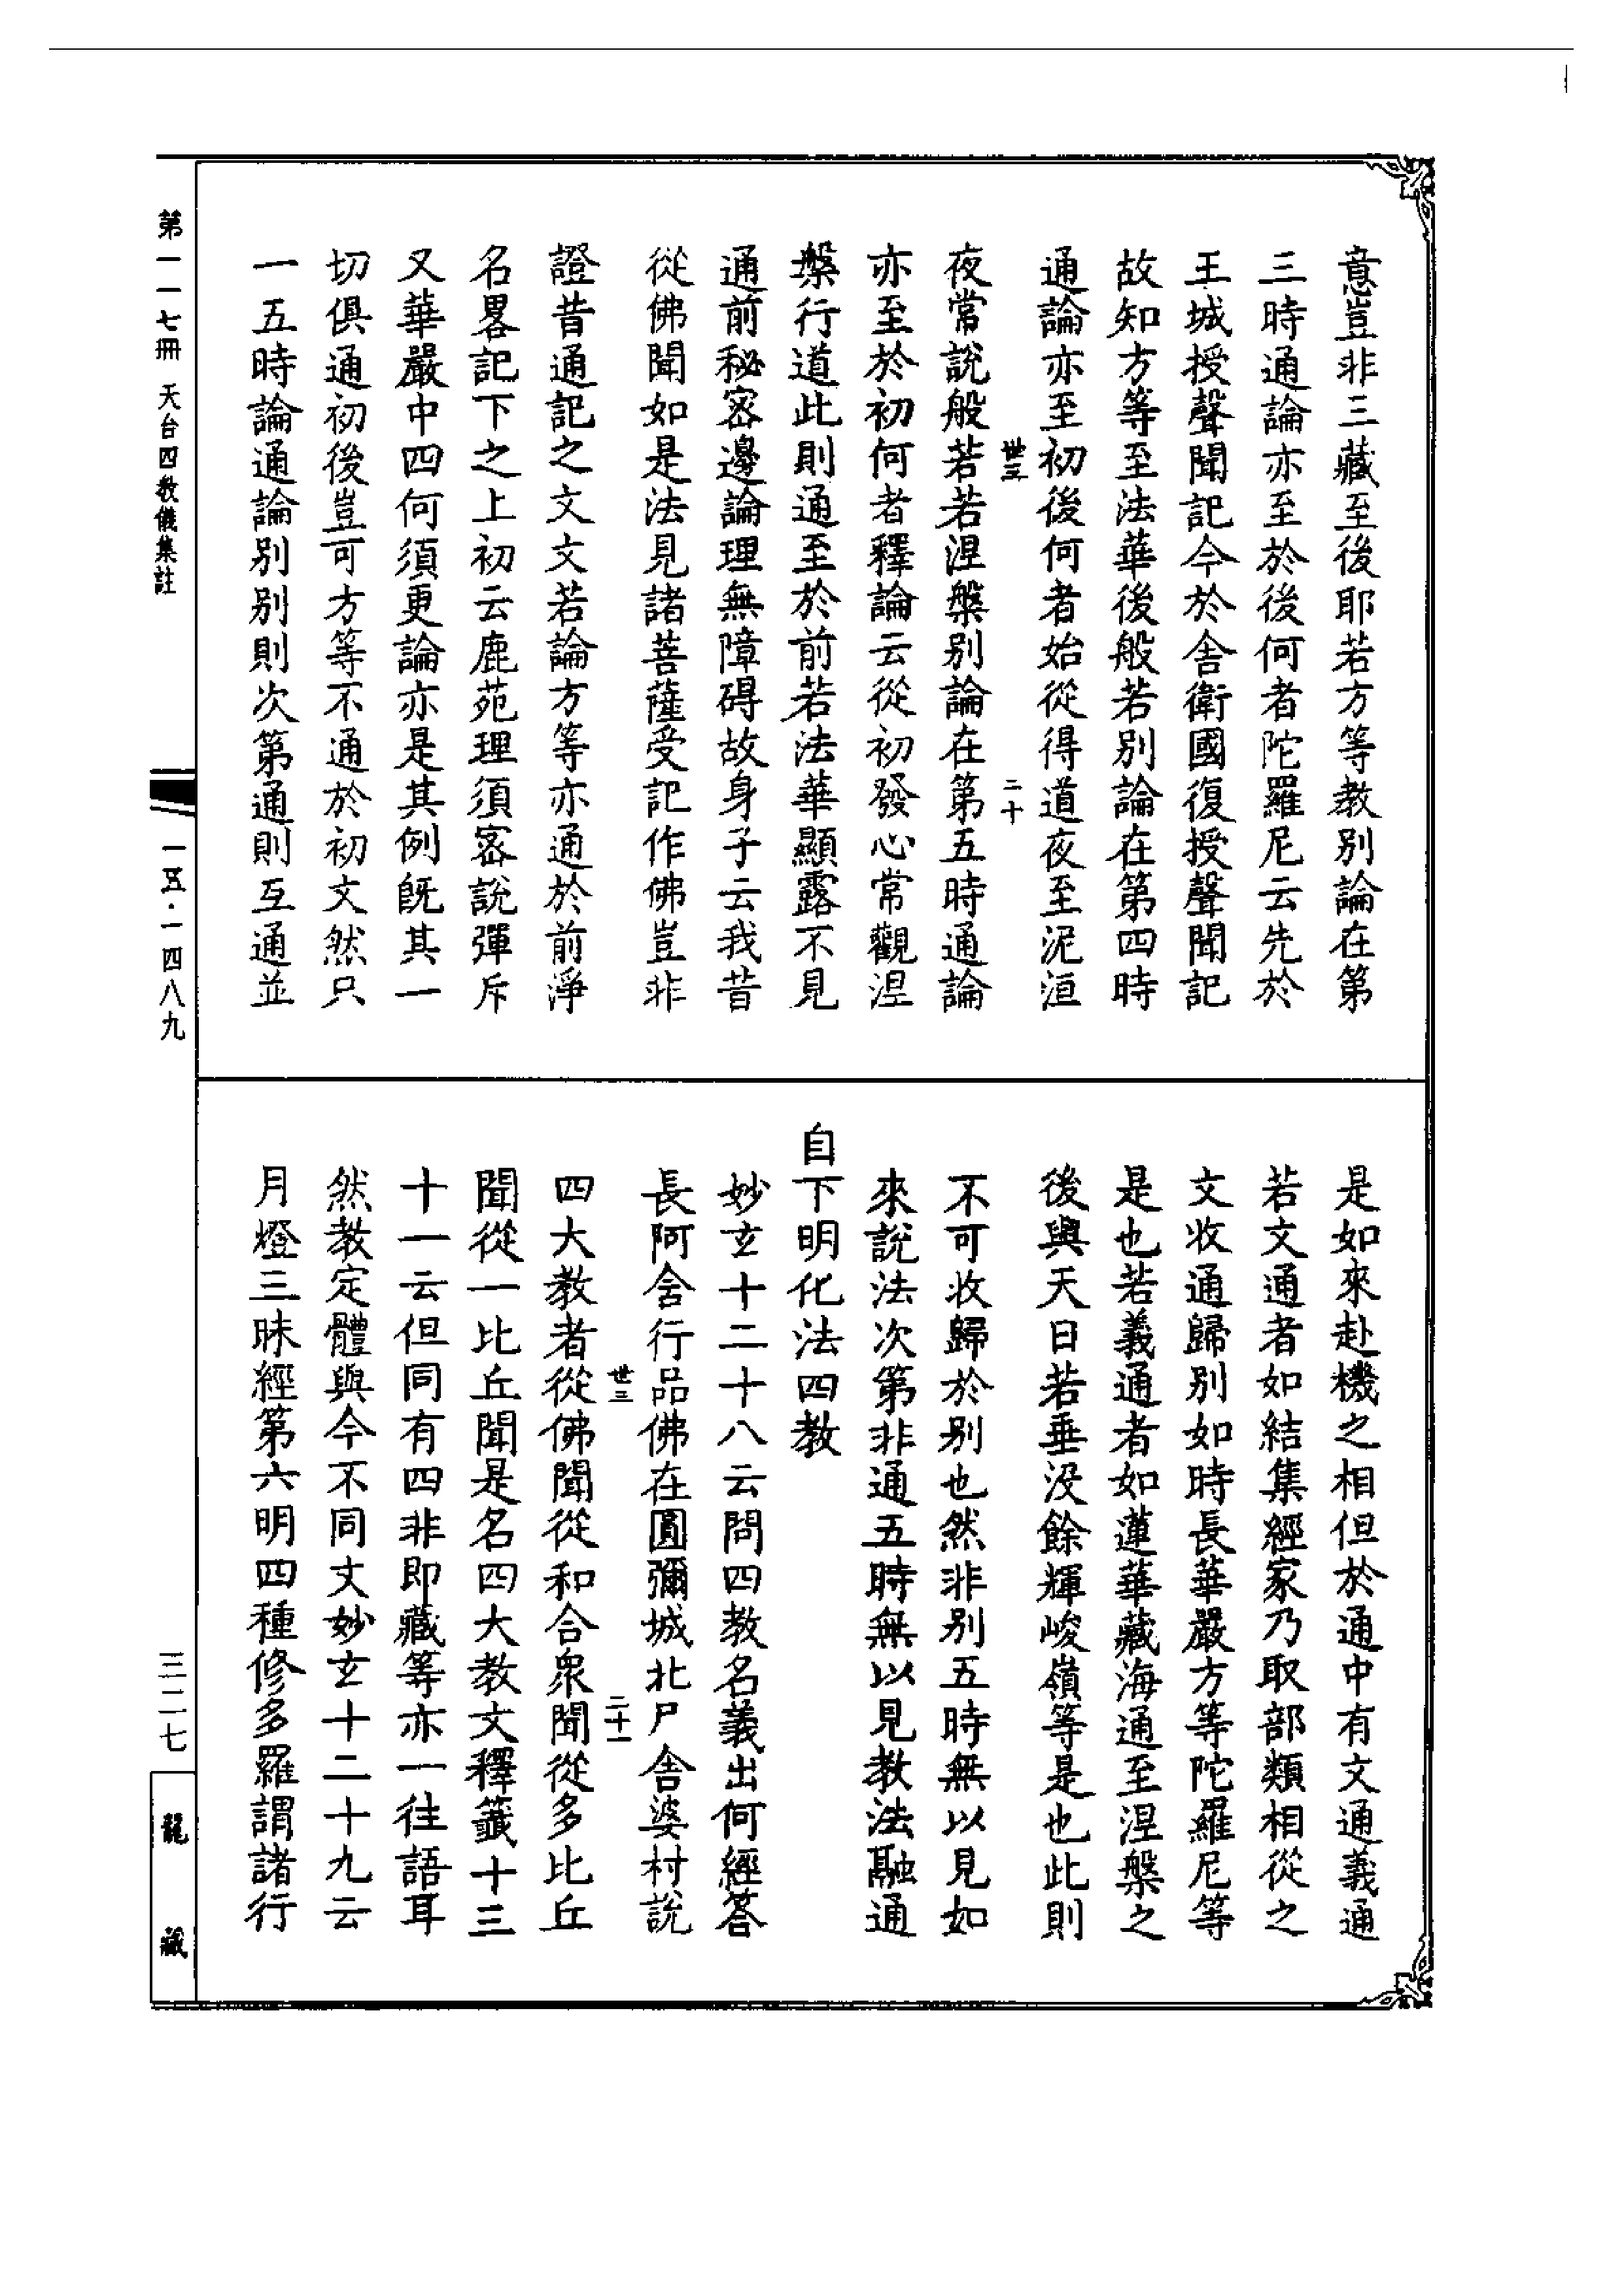 意豈非三藏至後耶若方等教別論在第
三時通論亦至於後何者陀羅尼云先於
王城授聲聞記今於舍衛國復授聲聞記
故知方等至法華後般若別論在第四時
通論亦至初後何者始從得道夜至泥洹
世三 二十
夜常說般若若涅槃別論在第五時通論
亦至於初何者釋論云從初發心常觀涅
槃行道此則通至於前若法華顯露不見
通前秘密邊論理無障碍故身子云我昔
從佛聞如是法見諸菩薩受記作佛豈非
證昔通記之文文若論方等亦通於前淨
名畧記下之上初云鹿苑理須密說彈斥
又華嚴中四何須更論亦是其例既其一
切俱通初後豈可方等不通於初文然只
一五時論通論別別則次第通則互通並
是如來赴機之相但於通中有文通義通
若文通者如結集經家乃取部類相從之
文收通歸別如時長華嚴方等陀羅尼等
是也若義通者如蓮華藏海通至涅槃之
後與天日若垂沒餘輝峻嶺等是也此則
不可收歸於別也然非別五時無以見如
來說法次第非通五時無以見教法融通
自下明化法四教
妙玄十二十八云問四教名義出何經答
長阿含行品佛在圓彌城北尸舍婆村說
世三 二十一
四大教者從佛聞從和合衆聞從多比丘
聞從一比丘聞是名四大教文釋籤十三
十一云但同有四非即藏等亦一往語耳
然教定體與今不同文妙玄十二十九云
月燈三昧經第六明四種修多羅謂諸行
第一一七冊 天台四教儀集註
一五·一四八九
三二七
龍藏